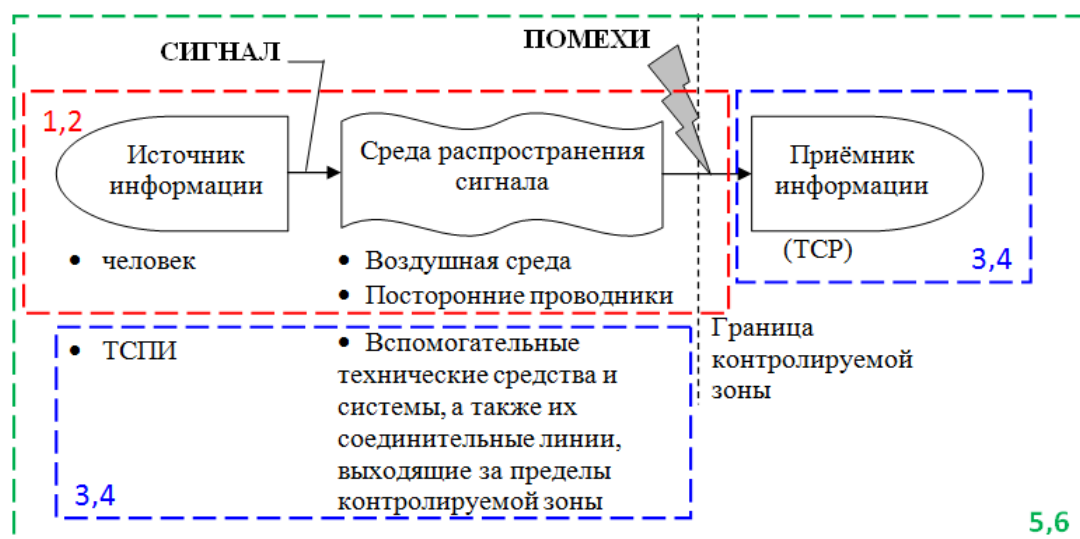 СИГНАЛ
ПОМЕХИ
1,2
Источник
информации
Среда распространения
сигнала
Приёмник
информации
(ТСР)
3,4
• человек
• Воздушная среда
• Посторонние проводники
• ТСПИ
• Вспомогательные
технические средства и
системы, а также их
соединительные линии,
выходящие за пределы
контролируемой зоны
3,4
Граница
контролируемой
зоны
5,6